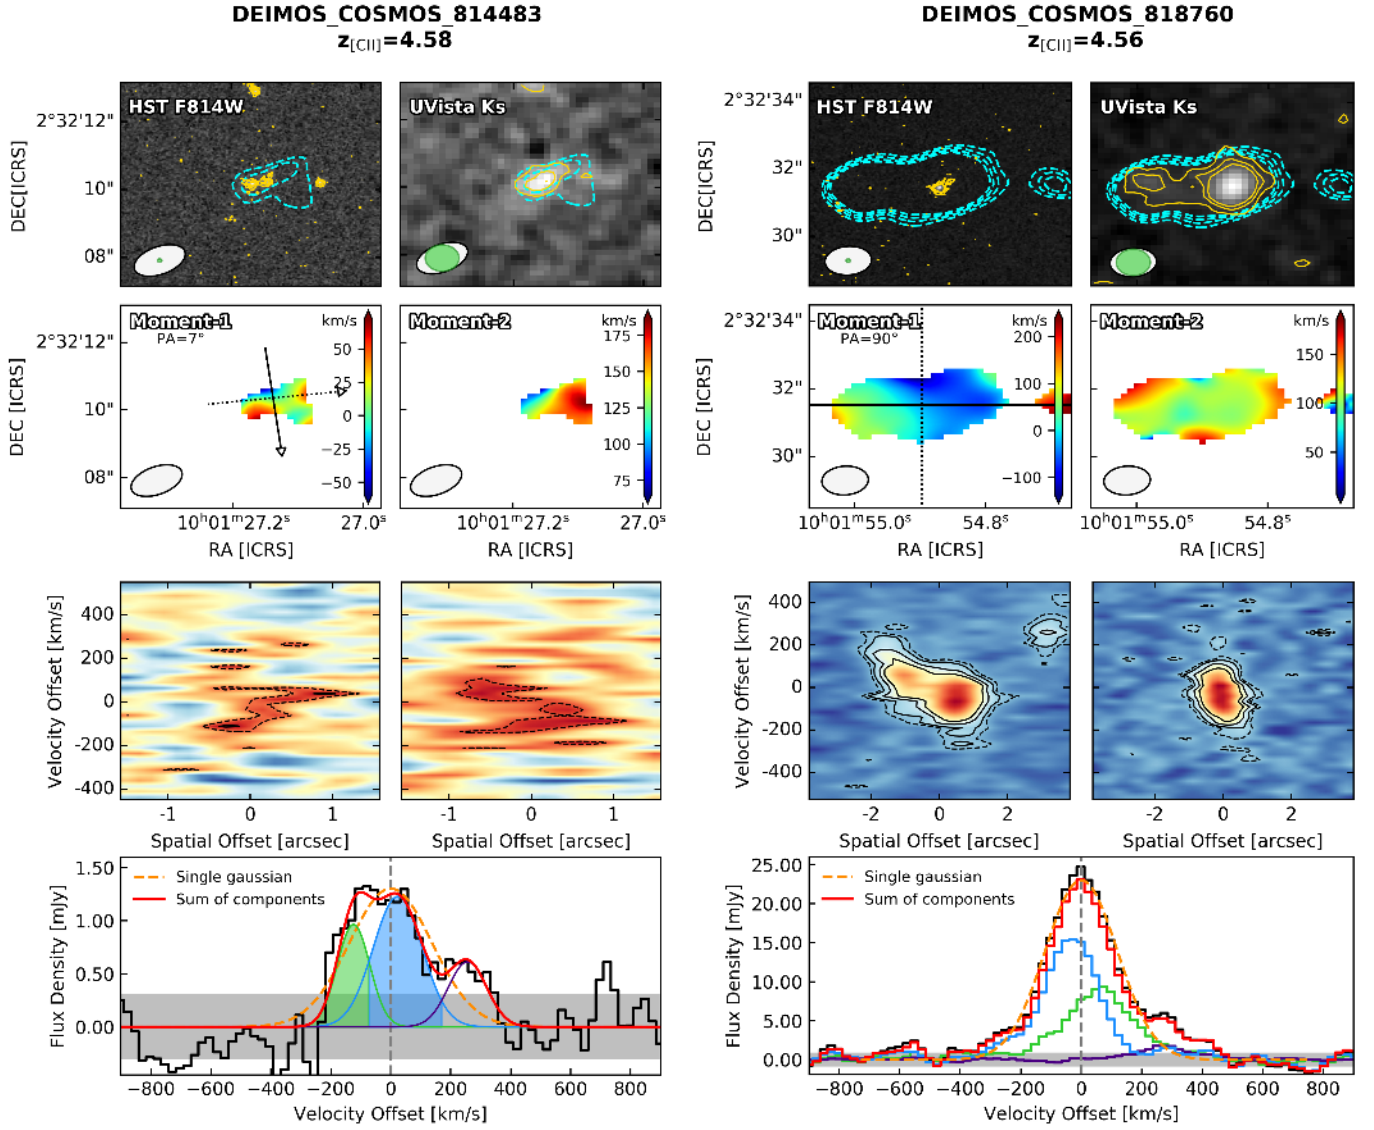 DEIMOS_COSMOS_814483
z[CII]=4.58
DEIMOS_COSMOS_818760
z[CII]=4.56
HST F814W
UVista Ks
HST F814W
UVista Ks
DEC[ICRS]
2°32'12"
10"
08"
DEC[ICRS]
2°32'34"
32"
30"
Moment-1
PA=7°
km/s
50
25
0
−25
−50
Moment-2
km/s
175
150
125
100
75
DEC [ICRS]
2°32'12"
10"
08"
10h01m27.2s
27.0s
10h01m27.2s
27.0s
RA [ICRS]
RA [ICRS]
Moment-1
PA=90°
km/s
200
100
0
−100
Moment-2
km/s
150
100
50
DEC [ICRS]
2°32'34"
32"
30"
10h01m55.0s
54.8s
10h01m55.0s
54.8s
RA [ICRS]
RA [ICRS]
Velocity Offset [km/s]
400
200
0
-200
-400
-1
0
1
-1
0
1
Spatial Offset [arcsec]
Spatial Offset [arcsec]
Velocity Offset [km/s]
400
200
0
-200
-400
-2
0
2
-2
0
2
Spatial Offset [arcsec]
Spatial Offset [arcsec]
Flux Density [mJy]
1.50
1.00
0.50
0.00
Single gaussian
Sum of components
−800 −600 −400 −200 0 200 400 600 800
Velocity Offset [km/s]
Flux Density [mJy]
25.00
20.00
15.00
10.00
5.00
0.00
Single gaussian
Sum of components
−800 −600 −400 −200 0 200 400 600 800
Velocity Offset [km/s]